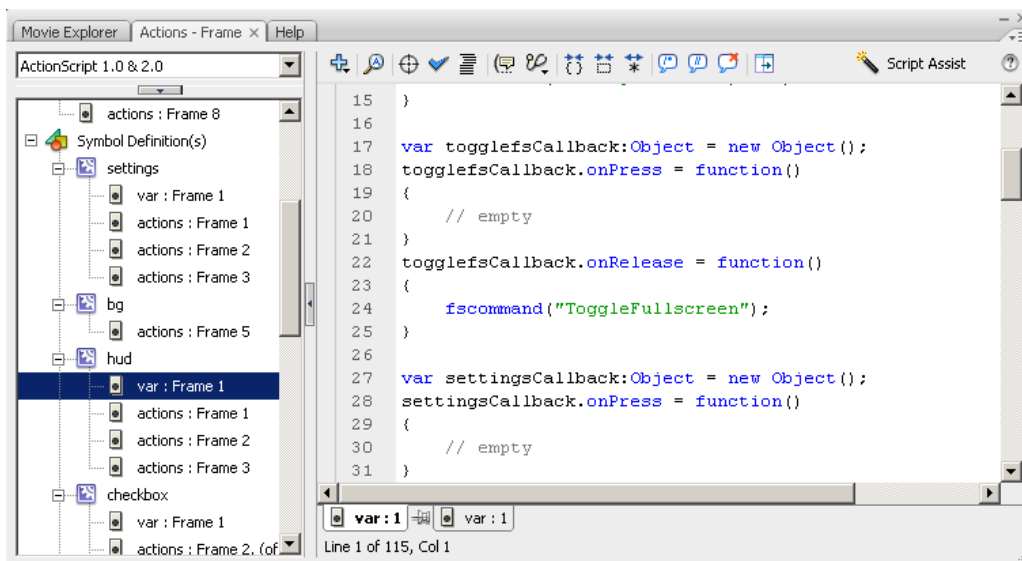 Movie Explorer Actions - Frame × Help
ActionScript 1.0 & 2.0
Script Assist
actions : Frame 8
Symbol Definition(s)
settings
var : Frame 1
actions : Frame 1
actions : Frame 2
actions : Frame 3
bg
actions : Frame 5
hud
var : Frame 1
actions : Frame 1
actions : Frame 2
actions : Frame 3
checkbox
var : Frame 1
actions : Frame 2, (of
15 }
16
17 var togglefsCallback:Object = new Object();
18 togglefsCallback.onPress = function()
19 {
20 // empty
21 }
22 togglefsCallback.onRelease = function()
23 {
24 fscommand("ToggleFullscreen");
25 }
26
27 var settingsCallback:Object = new Object();
28 settingsCallback.onPress = function()
29 {
30 // empty
31 }
var : 1 var : 1
Line 1 of 115, Col 1